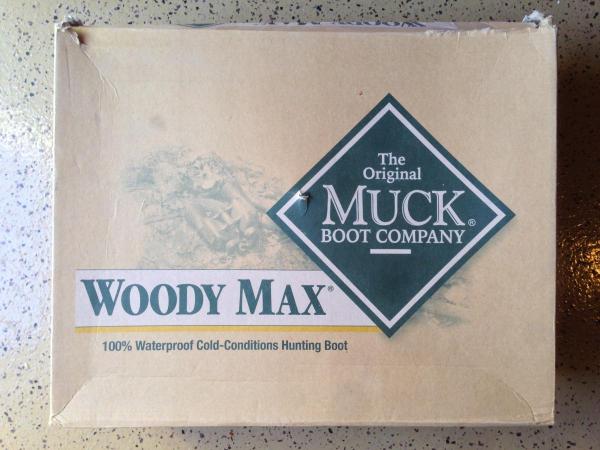 The
Original
MUCK®
BOOT COMPANY
WOODY MAX®
100% Waterproof Cold-Conditions Hunting Boot